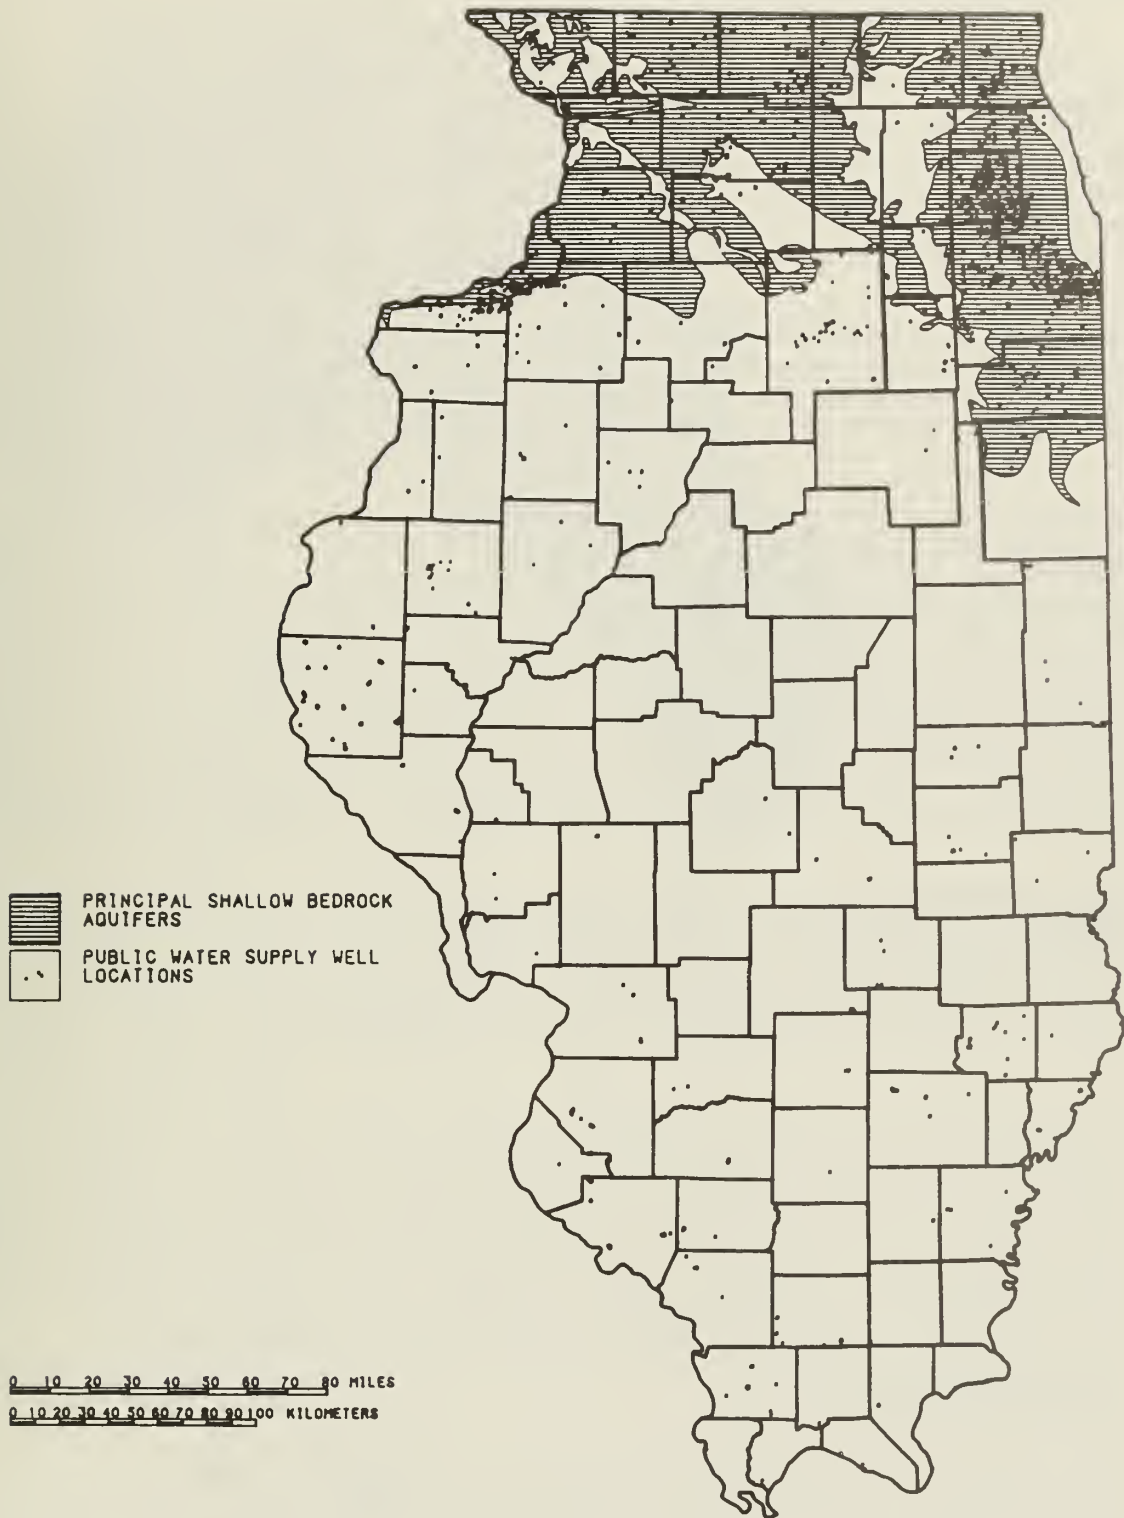 PRINCIPAL SHALLOW BEDROCK
AQUIFERS
PUBLIC WATER SUPPLY WELL
LOCATIONS
0 10 20 30 40 50 60 70 80 MILES
0 10 20 30 40 50 60 70 80 90 100 KILOMETERS